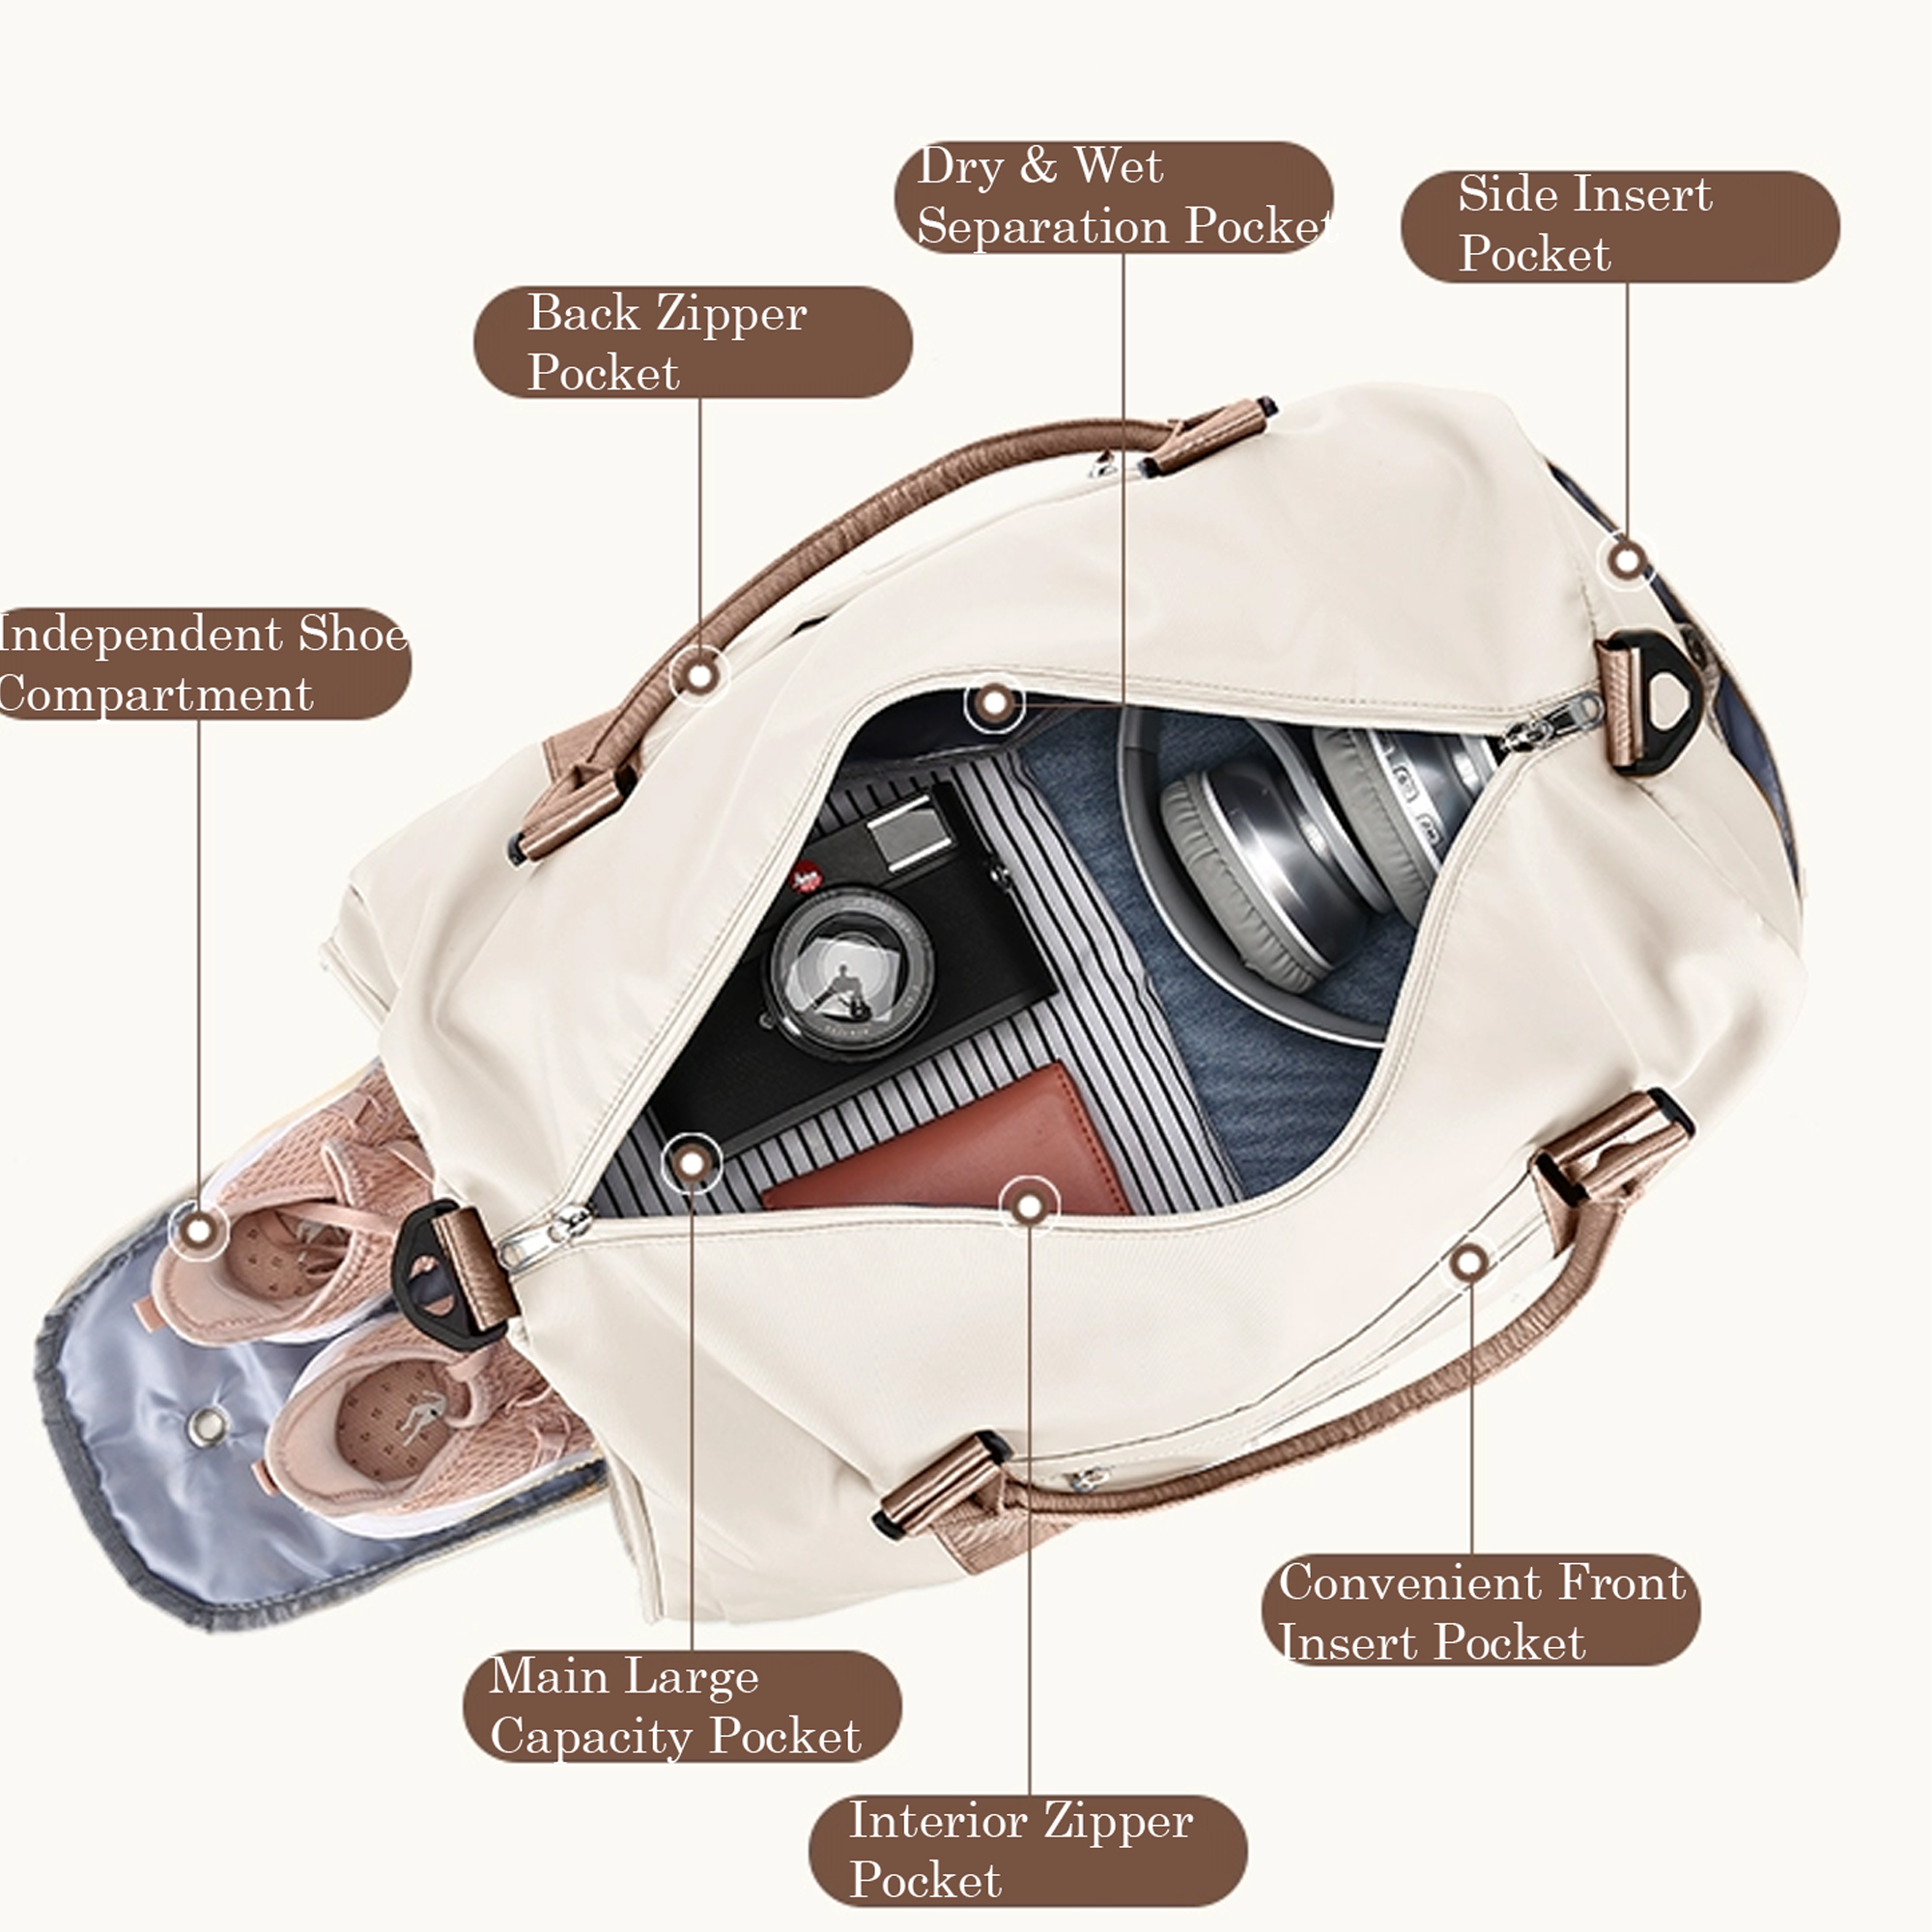 Dry & Wet
Separation Pocket
Side Insert
Pocket
Back Zipper
Pocket
Independent Shoe
Compartment
Convenient Front
Insert Pocket
Main Large
Capacity Pocket
Interior Zipper
Pocket